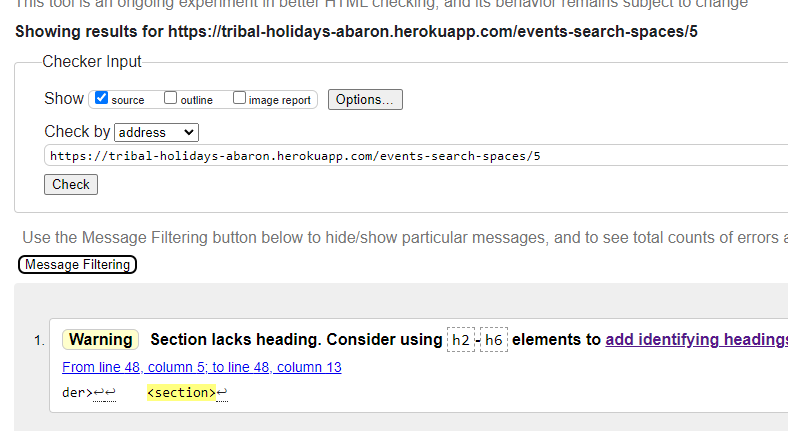 This tool is an ongoing experiment in better HTML checking, and its behavior remains subject to change
Showing results for https://tribal-holidays-abaron.herokuapp.com/events-search-spaces/5
Checker Input
Show source outline image report Options...
Check by address
https://tribal-holidays-abaron.herokuapp.com/events-search-spaces/5
Check
Use the Message Filtering button below to hide/show particular messages, and to see total counts of errors a
Message Filtering
1. Warning Section lacks heading. Consider using h2-h6 elements to add identifying headings
From line 48, column 5; to line 48, column 13
der>↩↩ <section>↩